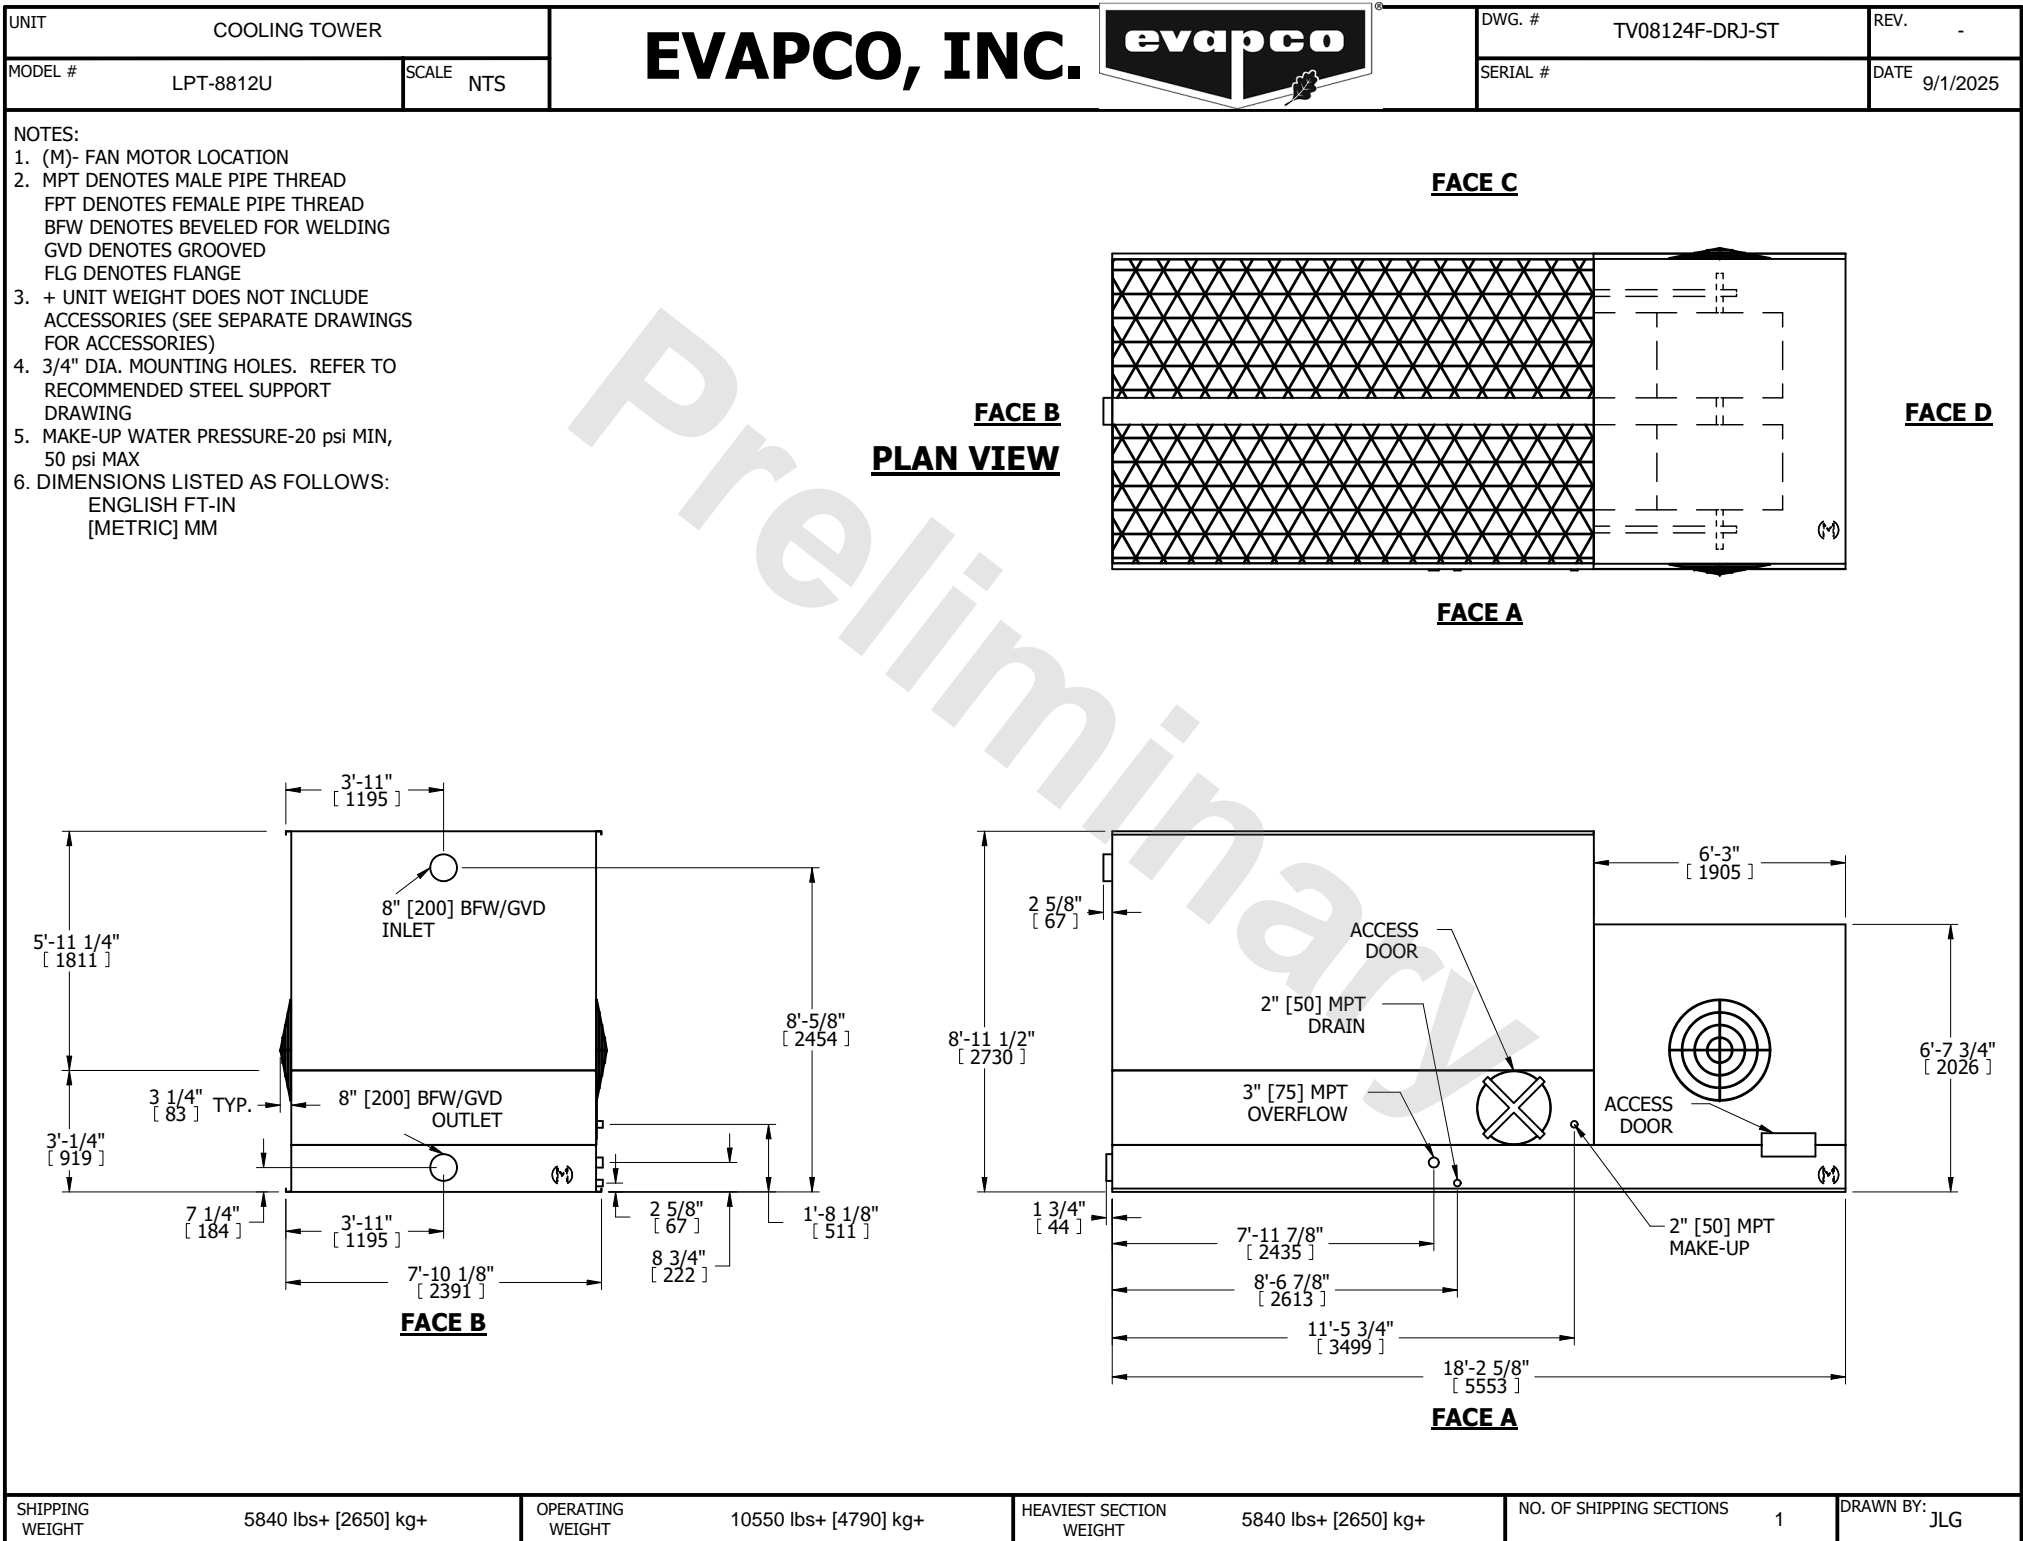 UNIT
COOLING TOWER
MODEL #
LPT-8812U
SCALE
NTS
EVAPCO, INC.
evapco
®
DWG. #
TV08124F-DRJ-ST
REV.
-
SERIAL #
DATE
9/1/2025
NOTES:
1. (M)- FAN MOTOR LOCATION
2. MPT DENOTES MALE PIPE THREAD
FPT DENOTES FEMALE PIPE THREAD
BFW DENOTES BEVELED FOR WELDING
GVD DENOTES GROOVED
FLG DENOTES FLANGE
3. + UNIT WEIGHT DOES NOT INCLUDE
ACCESSORIES (SEE SEPARATE DRAWINGS
FOR ACCESSORIES)
4. 3/4" DIA. MOUNTING HOLES. REFER TO
RECOMMENDED STEEL SUPPORT
DRAWING
5. MAKE-UP WATER PRESSURE-20 psi MIN,
50 psi MAX
6. DIMENSIONS LISTED AS FOLLOWS:
ENGLISH FT-IN
[METRIC] MM
Preliminary
FACE C
FACE B
PLAN VIEW
FACE D
(M)
FACE A
3'-11"
[ 1195 ]
8" [200] BFW/GVD
INLET
5'-11 1/4"
[ 1811 ]
8'-5/8"
[ 2454 ]
3 1/4"
[ 83 ]
TYP.
8" [200] BFW/GVD
OUTLET
3'-1/4"
[ 919 ]
(M)
7 1/4"
[ 184 ]
3'-11"
[ 1195 ]
2 5/8"
[ 67 ]
1'-8 1/8"
[ 511 ]
8 3/4"
[ 222 ]
7'-10 1/8"
[ 2391 ]
FACE B
6'-3"
[ 1905 ]
2 5/8"
[ 67 ]
ACCESS
DOOR
2" [50] MPT
DRAIN
8'-11 1/2"
[ 2730 ]
6'-7 3/4"
[ 2026 ]
3" [75] MPT
OVERFLOW
ACCESS
DOOR
(M)
1 3/4"
[ 44 ]
2" [50] MPT
MAKE-UP
7'-11 7/8"
[ 2435 ]
8'-6 7/8"
[ 2613 ]
11'-5 3/4"
[ 3499 ]
18'-2 5/8"
[ 5553 ]
FACE A
SHIPPING
WEIGHT
5840 lbs+ [2650] kg+
OPERATING
WEIGHT
10550 lbs+ [4790] kg+
HEAVIEST SECTION
WEIGHT
5840 lbs+ [2650] kg+
NO. OF SHIPPING SECTIONS
1
DRAWN BY:
JLG